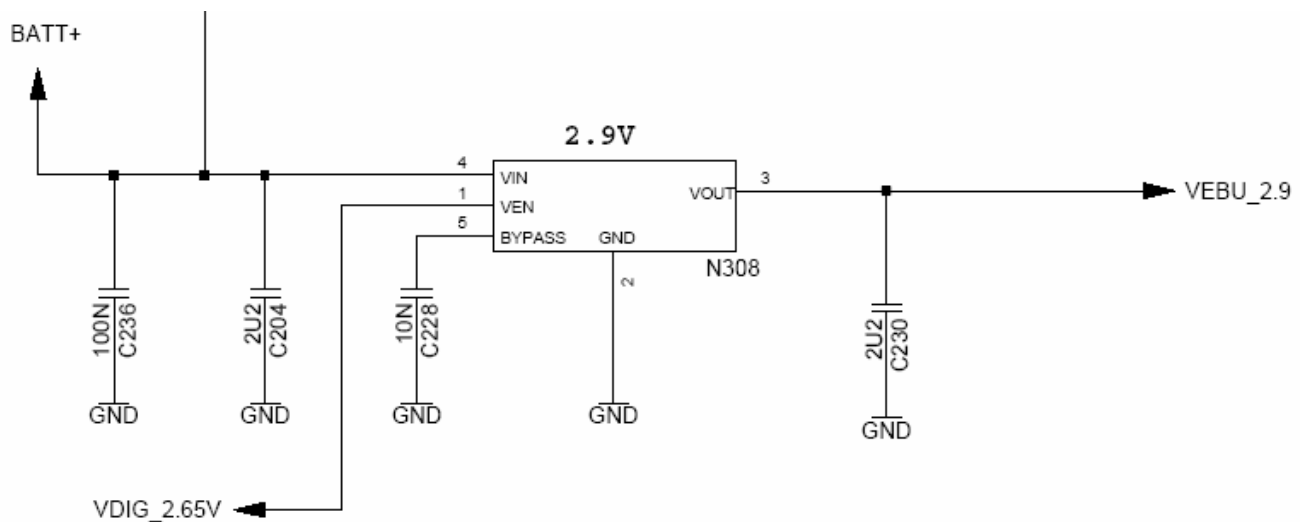 BATT+
2.9V
4
VIN
1
VEN
5
BYPASS
GND
VOUT
3
VEBU_2.9
N308
2
100N
C236
2U2
C204
10N
C228
2U2
C230
GND
GND
GND
GND
GND
VDIG_2.65V